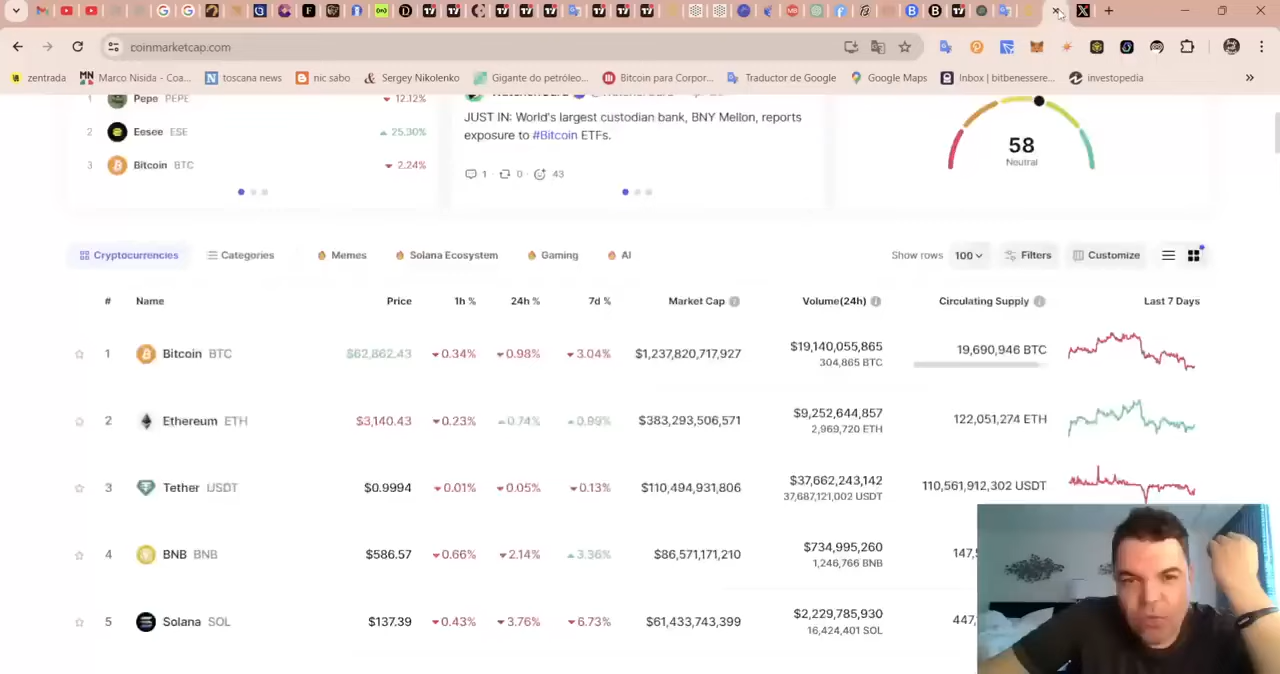 coinmarketcap.com
zentrada
Marco Nisida - Coa...
toscana news
nic sabo
Sergey Nikolenko
Gigante do petróleo...
Bitcoin para Corpor...
Traductor de Google
Google Maps
Inbox | bitbenessere...
investopedia
1 Pepe PEPE 12.12%
2 Eesee ESE 25.30%
3 Bitcoin BTC 2.24%
JUST IN: World's largest custodian bank, BNY Mellon, reports
exposure to #Bitcoin ETFs.
1 0 43
58
Neutral
Cryptocurrencies Categories Memes Solana Ecosystem Gaming AI Show rows 100 Filters Customize
# Name Price 1h % 24h % 7d % Market Cap Volume(24h) Circulating Supply Last 7 Days
1 Bitcoin BTC $62,862.43 0.34% 0.98% 3.04% $1,237,820,717,927 $19,140,055,865 19,690,946 BTC
304,865 BTC
2 Ethereum ETH $3,140.43 0.23% 0.74% 0.99% $383,293,506,571 $9,252,644,857 122,051,274 ETH
2,969,720 ETH
3 Tether USDT $0.9994 0.01% 0.05% 0.13% $110,494,931,806 $37,662,243,142 110,561,912,302 USDT
37,687,121,002 USDT
4 BNB BNB $586.57 0.66% 2.14% 3.36% $86,571,171,210 $734,995,260 147,
1,246,766 BNB
5 Solana SOL $137.39 0.43% 3.76% 6.73% $61,433,743,399 $2,229,785,930 447,
16,424,401 SOL